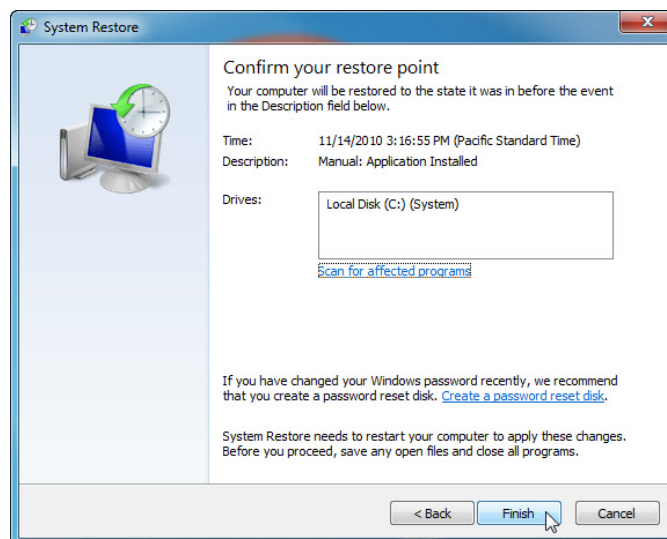 System Restore
Confirm your restore point
Your computer will be restored to the state it was in before the event
in the Description field below.
Time: 11/14/2010 3:16:55 PM (Pacific Standard Time)
Description: Manual: Application Installed
Drives: Local Disk (C:) (System)
Scan for affected programs
If you have changed your Windows password recently, we recommend
that you create a password reset disk. Create a password reset disk.
System Restore needs to restart your computer to apply these changes.
Before you proceed, save any open files and close all programs.
< Back Finish Cancel